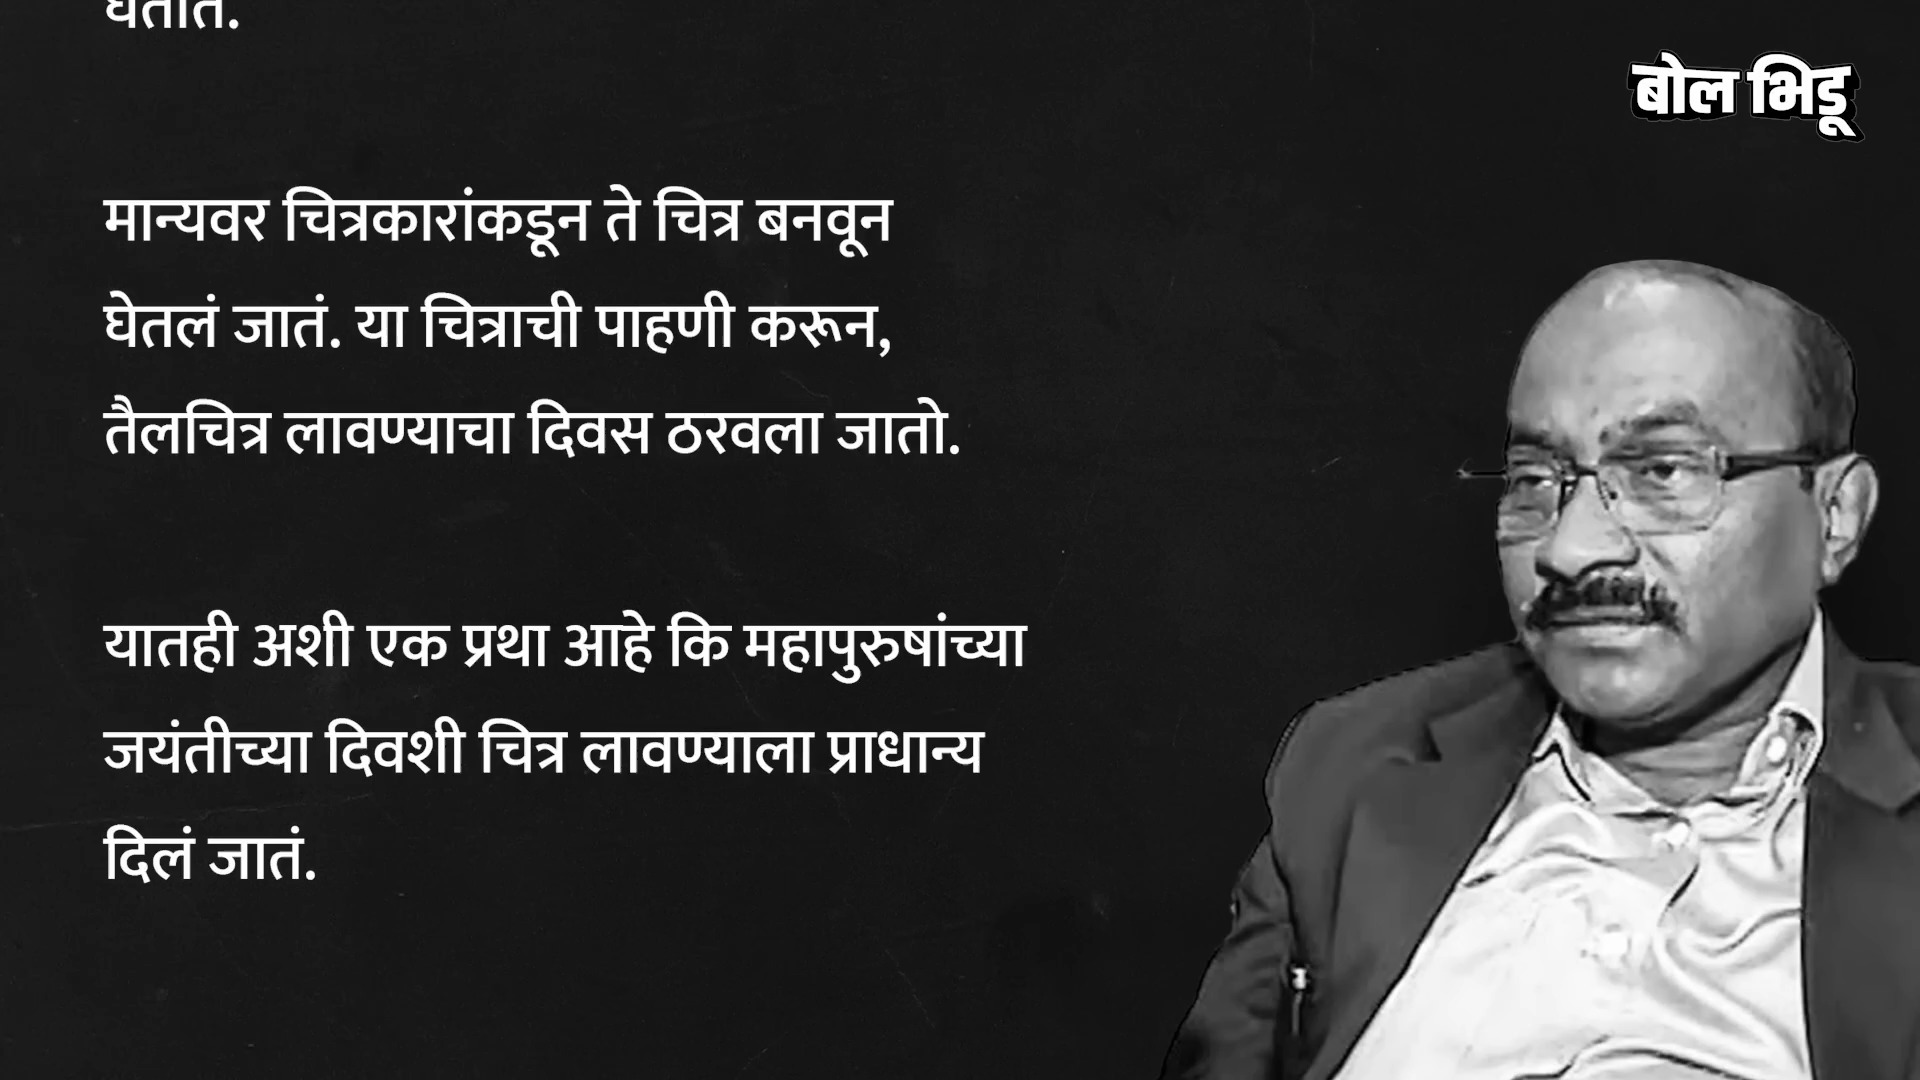 घेतात.
बोल भिडू
मान्यवर चित्रकारांकडून ते चित्र बनवून
घेतलं जातं. या चित्राची पाहणी करून,
तैलचित्र लावण्याचा दिवस ठरवला जातो.
यातही अशी एक प्रथा आहे कि महापुरुषांच्या
जयंतीच्या दिवशी चित्र लावण्याला प्राधान्य
दिलं जातं.